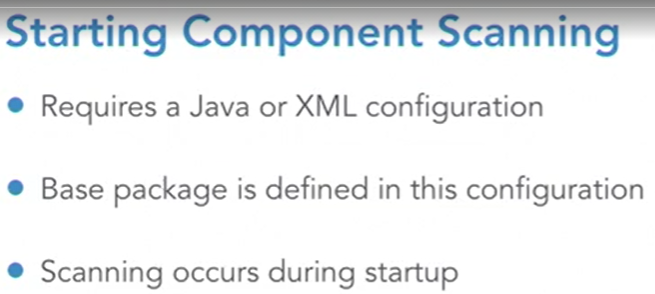 Starting Component Scanning
Requires a Java or XML configuration
Base package is defined in this configuration
Scanning occurs during startup